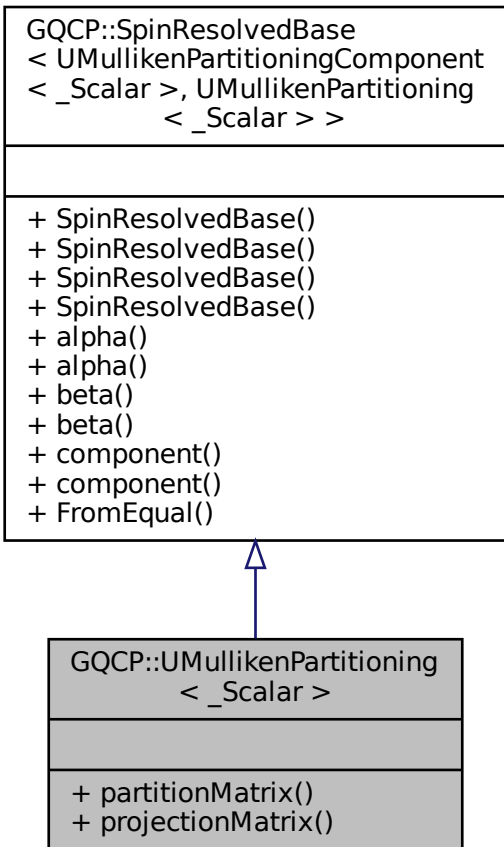 GQCP::SpinResolvedBase
< UMullikenPartitioningComponent
< _Scalar >, UMullikenPartitioning
< _Scalar > >
+ SpinResolvedBase()
+ SpinResolvedBase()
+ SpinResolvedBase()
+ SpinResolvedBase()
+ alpha()
+ alpha()
+ beta()
+ beta()
+ component()
+ component()
+ FromEqual()
GQCP::UMullikenPartitioning
< _Scalar >
+ partitionMatrix()
+ projectionMatrix()